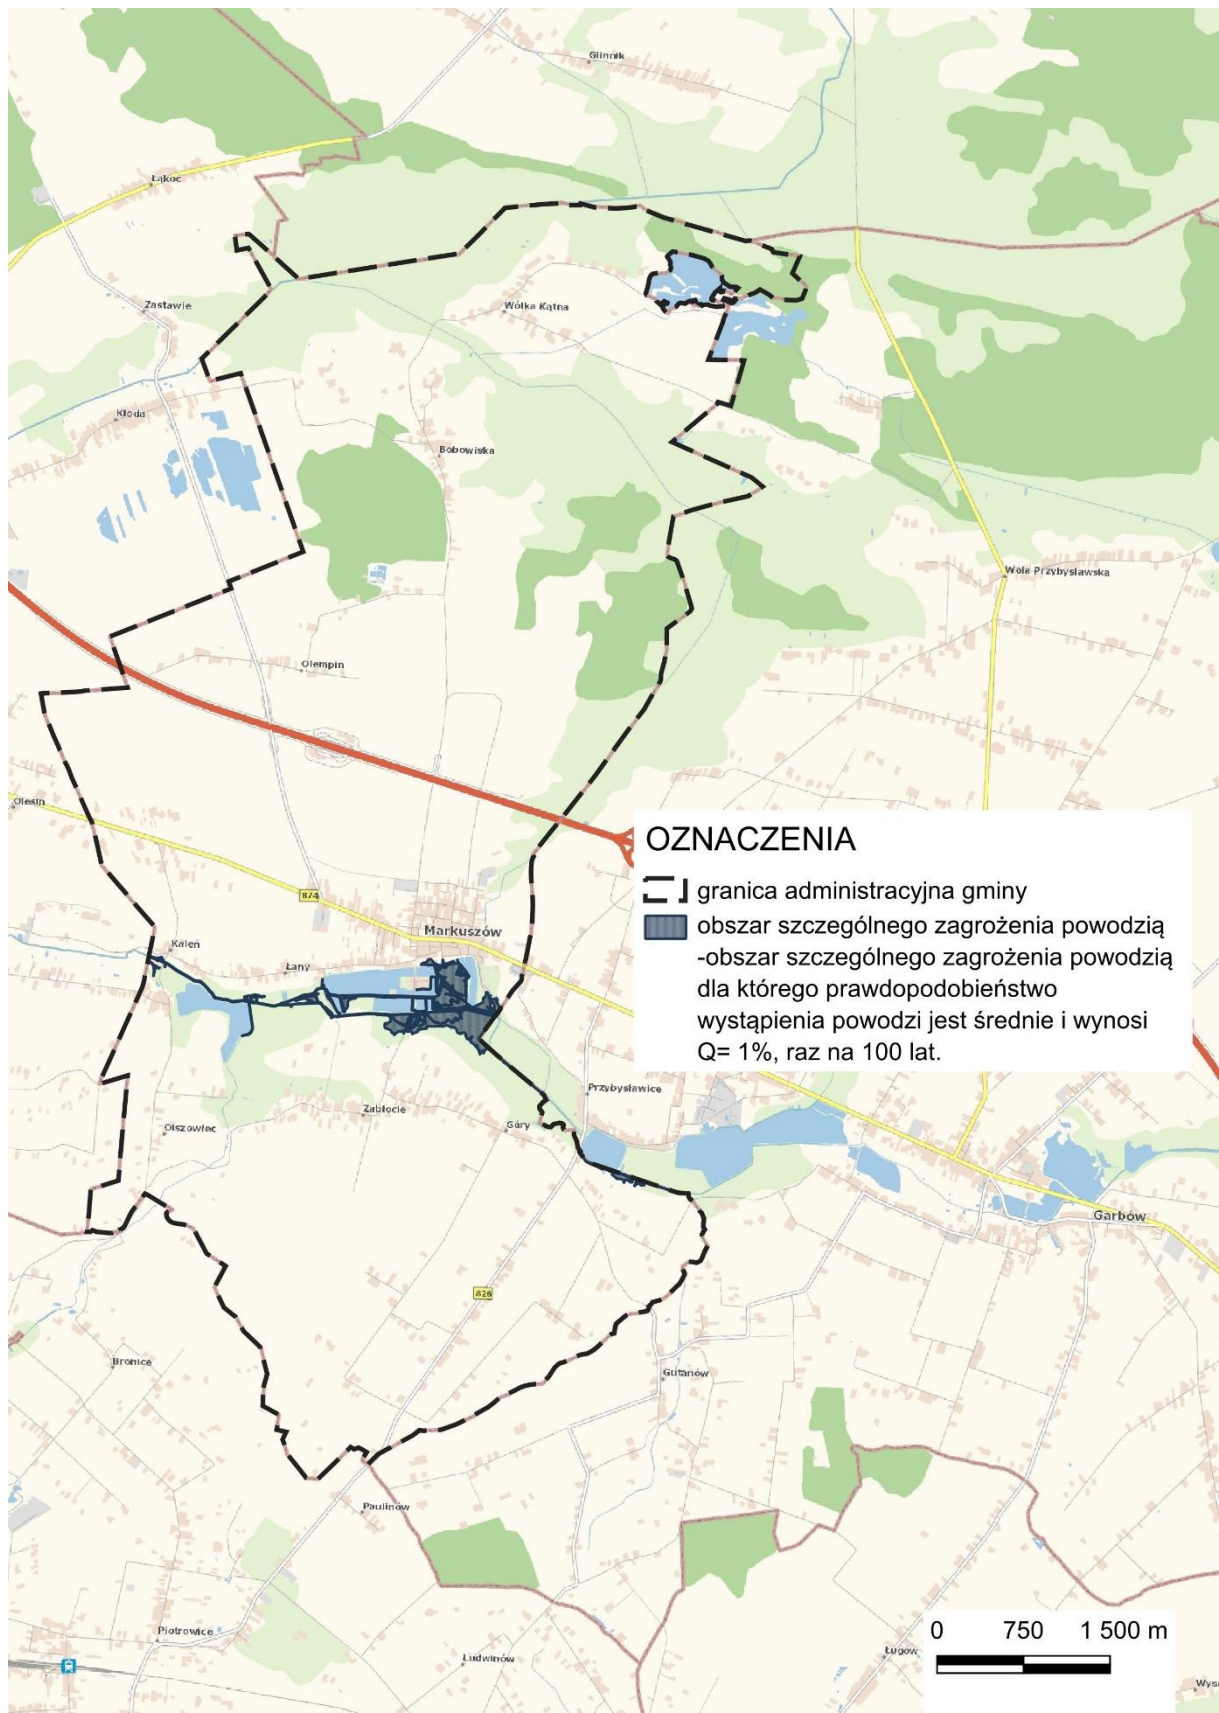 Glinnik
Łąkoć
Zastawie
Wólka Kątna
Kłoda
Bobowiska
Wola Przybysławska
Olempin
Olesin
OZNACZENIA
granica administracyjna gminy
obszar szczególnego zagrożenia powodzią
-obszar szczególnego zagrożenia powodzią
dla którego prawdopodobieństwo
wystąpienia powodzi jest średnie i wynosi
Q= 1%, raz na 100 lat.
874
Markuszów
Kaleń
Łany
Przybysławice
Zabłocie
Góry
Olszowiec
Garbów
826
Bronice
Gutanów
Paulinów
Piotrowice
Ludwinów
Ługów
0 750 1 500 m
Wys